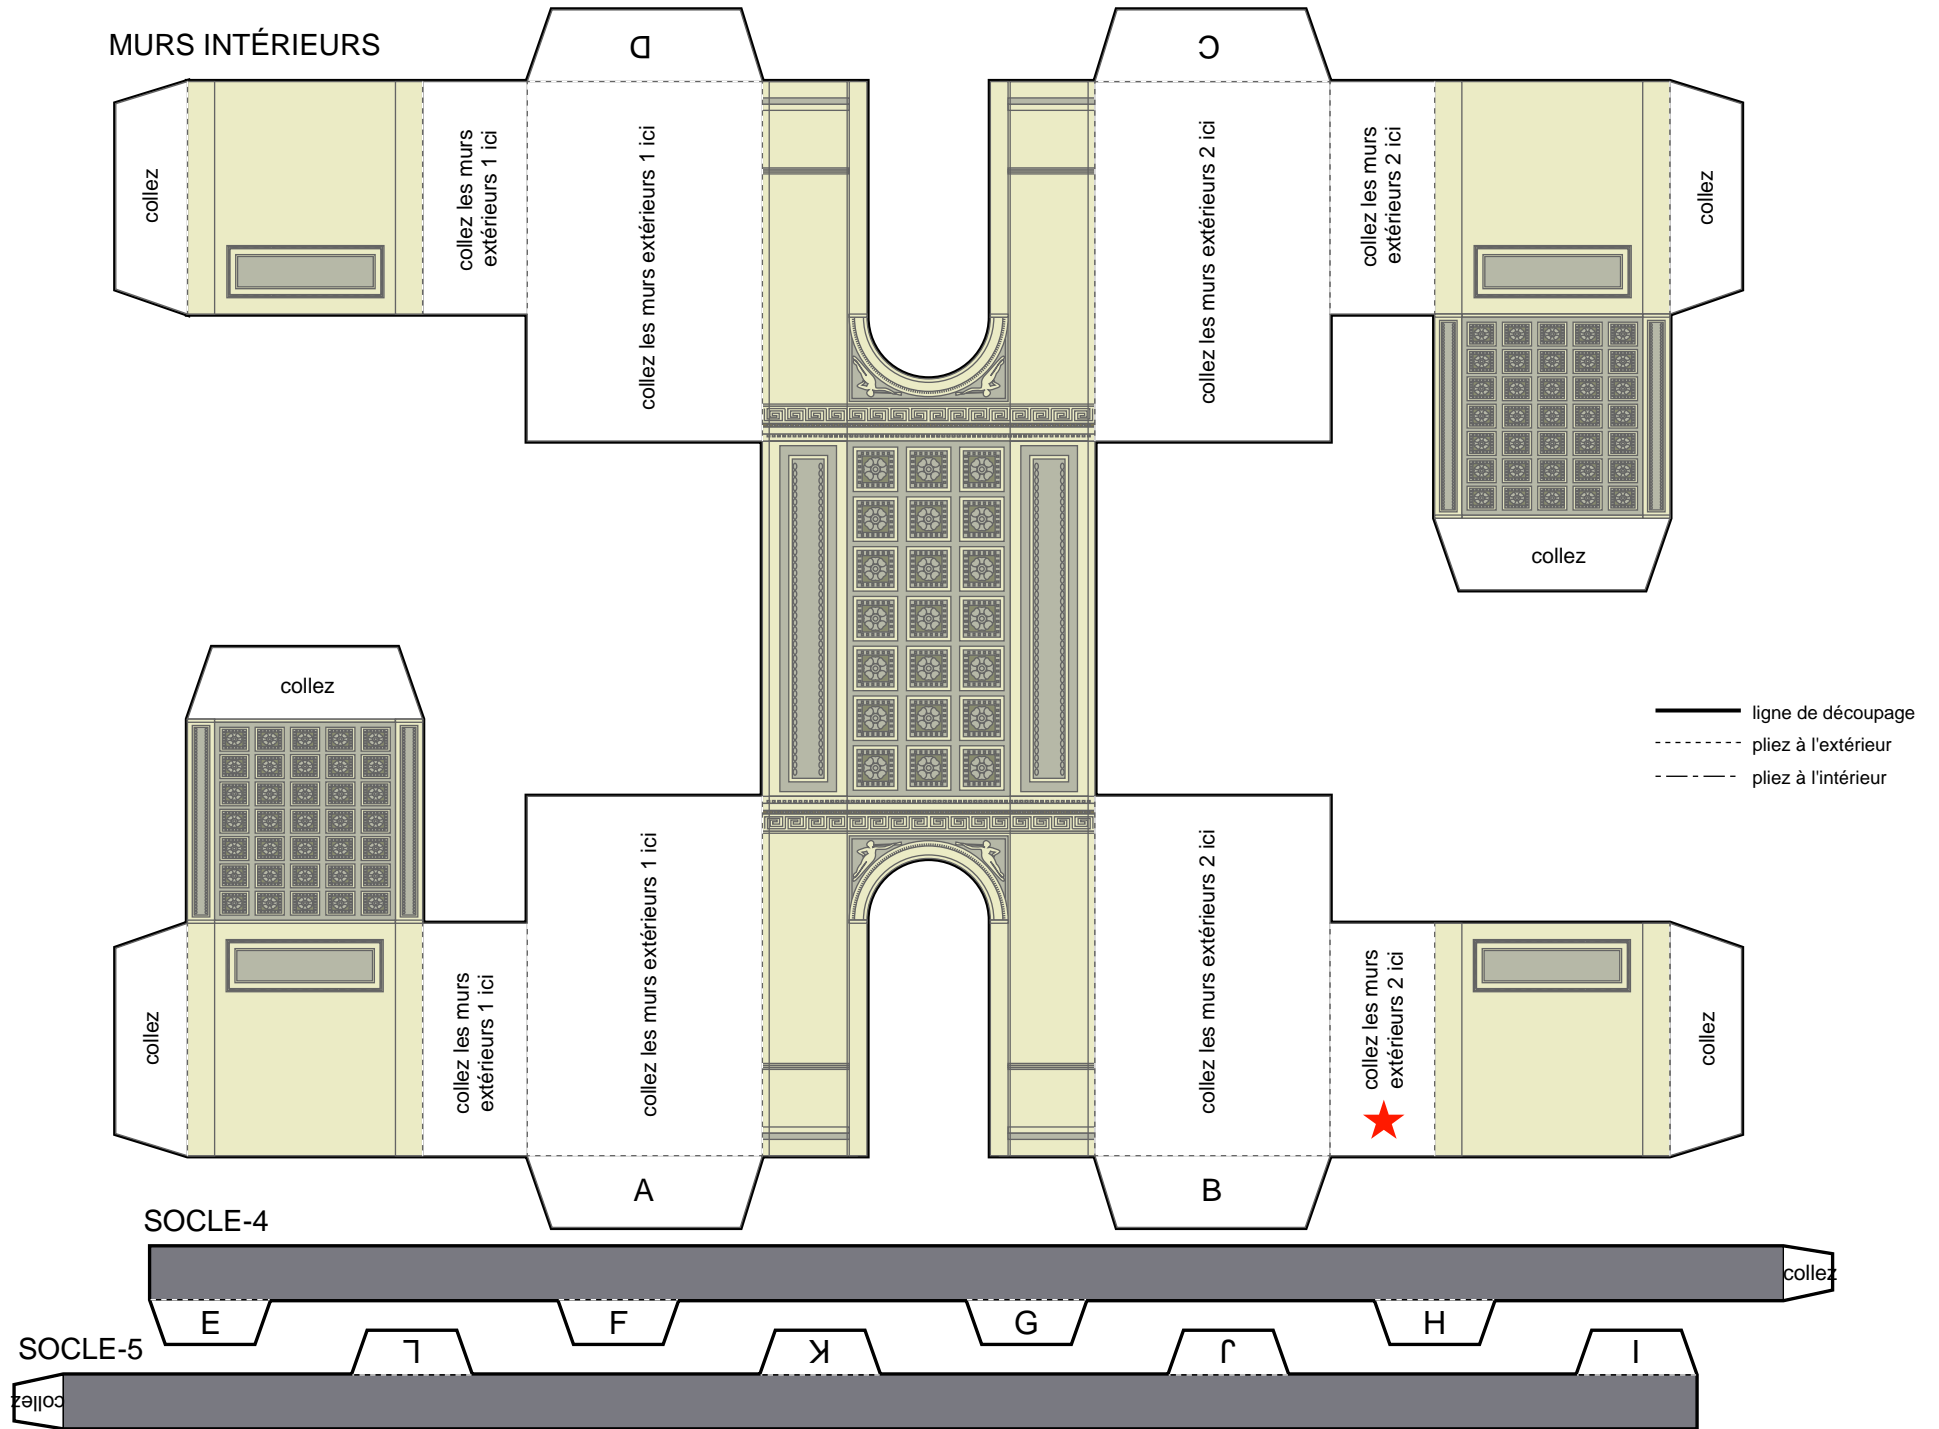 MURS INTÉRIEURS
D
C
collez
collez les murs
extérieurs 1 ici
collez les murs extérieurs 1 ici
collez les murs extérieurs 2 ici
collez les murs
extérieurs 2 ici
collez
collez
collez
ligne de découpage
pliez à l'extérieur
pliez à l'intérieur
collez
collez les murs
extérieurs 1 ici
collez les murs extérieurs 1 ici
collez les murs extérieurs 2 ici
collez les murs
extérieurs 2 ici
collez
A
B
SOCLE-4
collez
E
F
G
H
SOCLE-5
L
K
J
I
collez